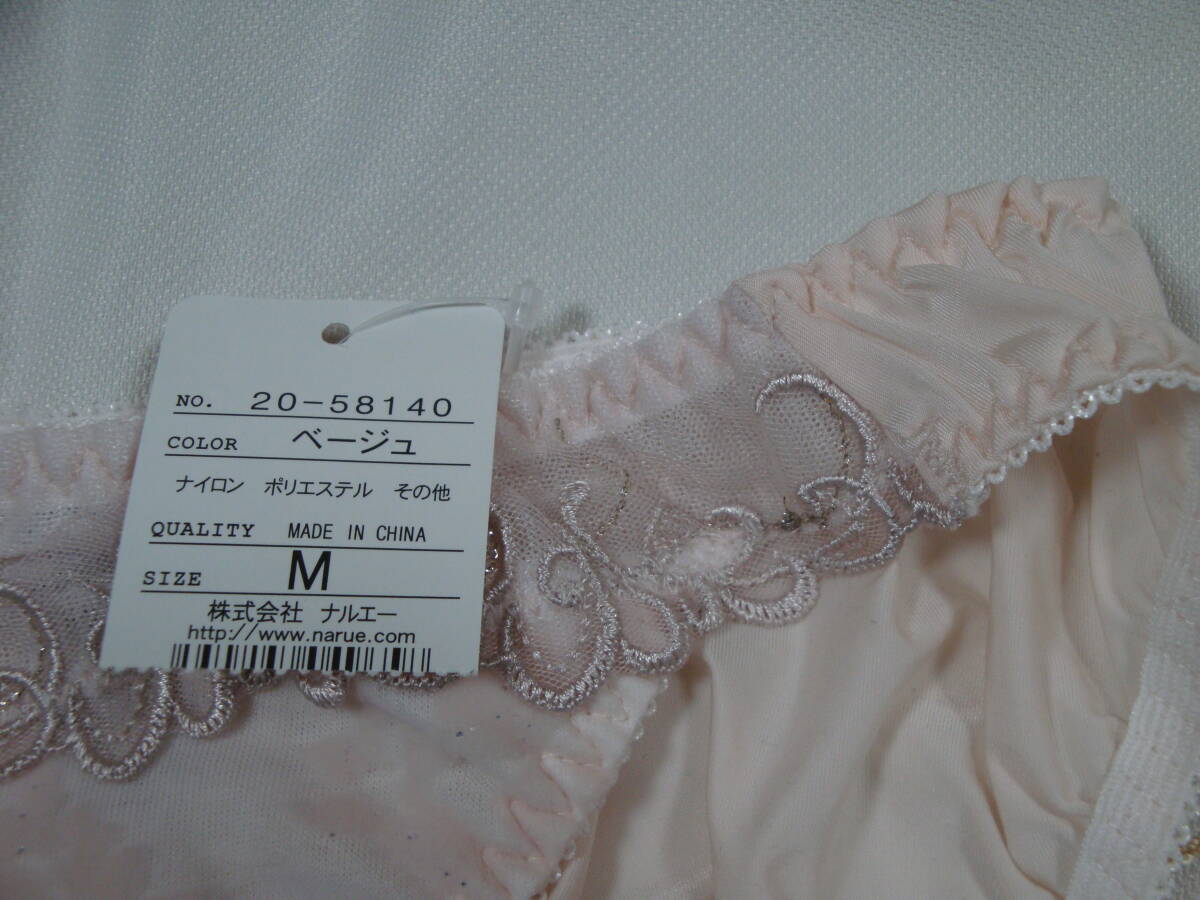 NO. 20-58140
COLOR ベージュ
ナイロン ポリエステル その他
QUALITY MADE IN CHINA
SIZE M
株式会社 ナルエー
http://www.narue.com